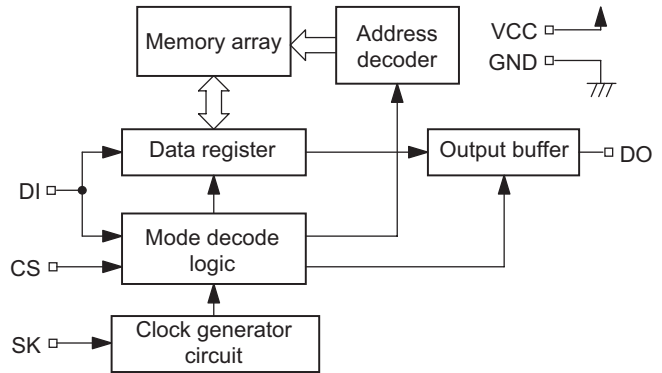 Memory array
Address
decoder
VCC
GND
Data register
Output buffer
DO
DI
Mode decode
logic
CS
Clock generator
circuit
SK